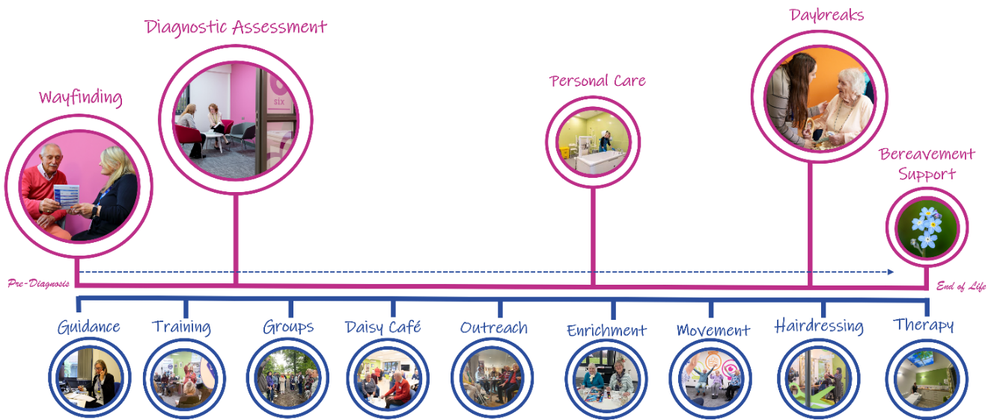 Diagnostic Assessment
Daybreaks
Wayfinding
Personal Care
six
Bereavement
Support
Pre-Diagnosis
End of Life
Guidance
Training
Groups
Daisy Café
Outreach
Enrichment
Movement
Hairdressing
Therapy